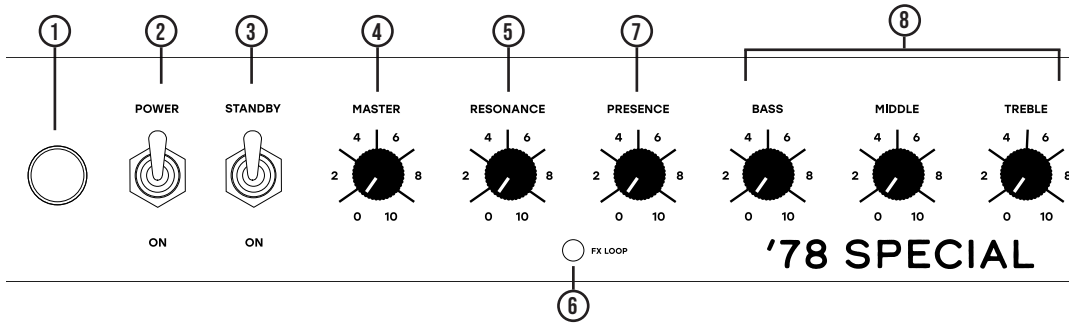 1 2 3 4 5 7 8
POWER STANDBY MASTER RESONANCE PRESENCE BASS MIDDLE TREBLE
4 6 4 6 4 6 4 6 4 6 4 6
2 8 2 8 2 8 2 8 2 8 2 8
0 10 0 10 0 10 0 10 0 10 0 10
ON ON FX LOOP '78 SPECIAL
6